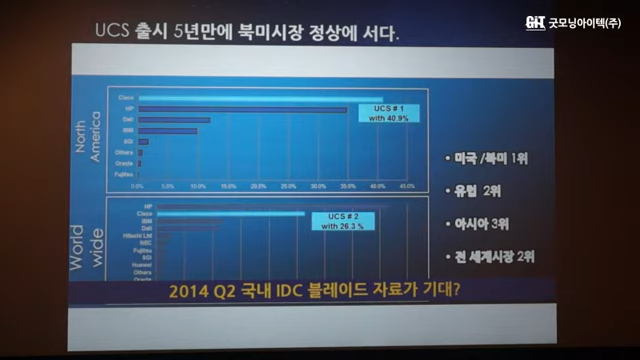 UCS 출시 5년만에 북미시장 정상에 서다.
GIT 굿모닝아이텍(주)
North America
Cisco
HP
Dell
IBM
SGI
Others
Oracle
Fujitsu
UCS # 1
with 40.9%
0.0% 5.0% 10.0% 15.0% 20.0% 25.0% 30.0% 35.0% 40.0% 45.0%
World wide
HP
Cisco
IBM
Dell
Hitachi Ltd
NEC
Fujitsu
SGI
Huawei
Others
Oracle
UCS # 2
with 26.3 %
• 미국 /북미 1위
• 유럽 2위
• 아시아 3위
• 전 세계시장 2위
2014 Q2 국내 IDC 블레이드 자료가 기대?